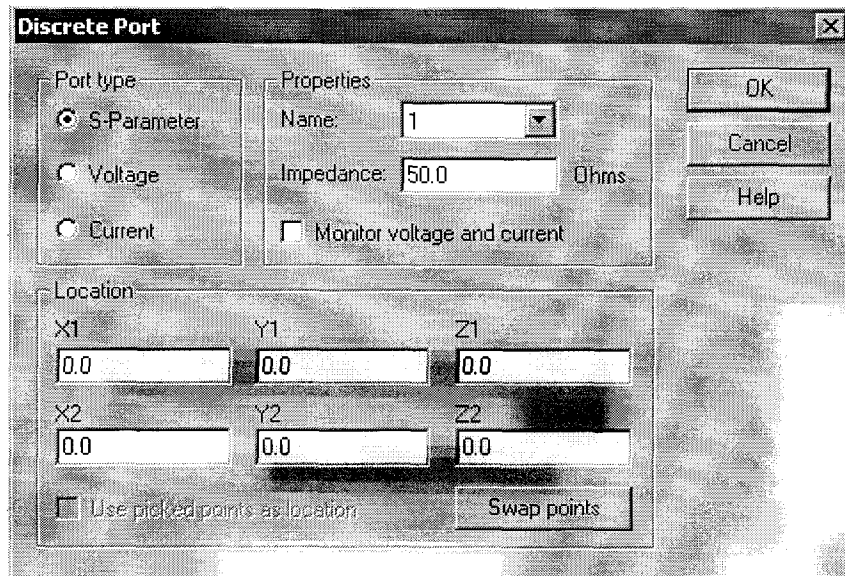 Discrete Port
Port type
S-Parameter
Voltage
Current
Properties
Name: 1
Impedance: 50.0 Ohms
Monitor voltage and current
OK
Cancel
Help
Location
X1 Y1 Z1
0.0 0.0 0.0
X2 Y2 Z2
0.0 0.0 0.0
Use picked points as location
Swap points